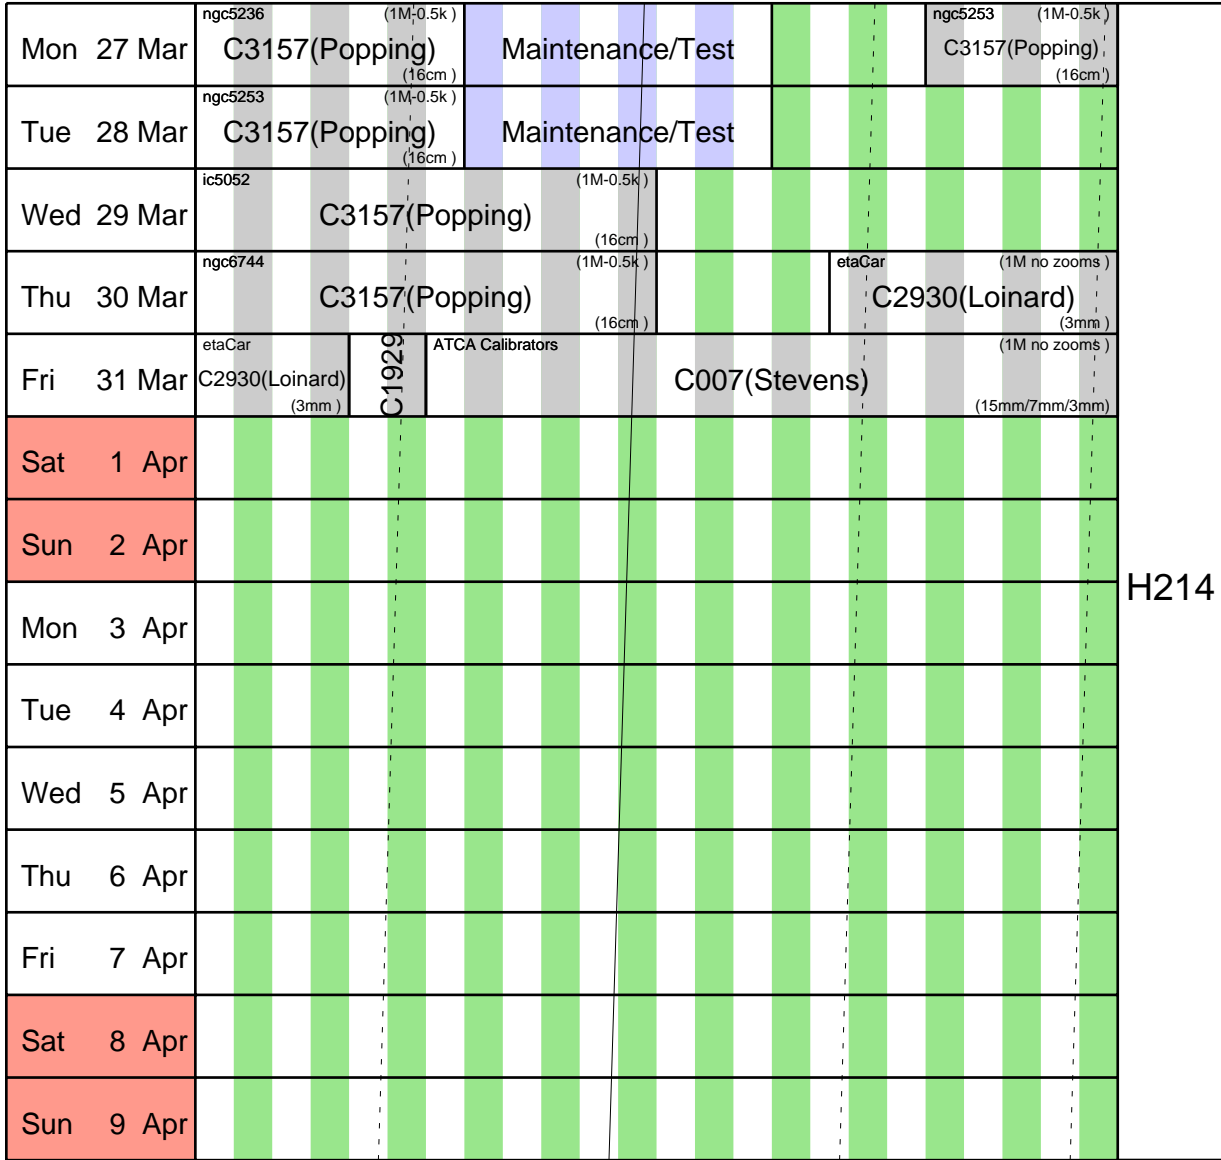 Mon 27 Mar
ngc5236 (1M-0.5k )
C3157(Popping)
(16cm )
Maintenance/Test
ngc5253 (1M-0.5k )
C3157(Popping)
(16cm )
Tue 28 Mar
ngc5253 (1M-0.5k )
C3157(Popping)
(16cm )
Maintenance/Test
Wed 29 Mar
ic5052 (1M-0.5k )
C3157(Popping)
(16cm )
Thu 30 Mar
ngc6744 (1M-0.5k )
C3157(Popping)
(16cm )
etaCar (1M no zooms )
C2930(Loinard)
(3mm )
Fri 31 Mar
etaCar
C2930(Loinard)
(3mm )
C1929
ATCA Calibrators (1M no zooms )
C007(Stevens)
(15mm/7mm/3mm)
Sat 1 Apr
Sun 2 Apr
H214
Mon 3 Apr
Tue 4 Apr
Wed 5 Apr
Thu 6 Apr
Fri 7 Apr
Sat 8 Apr
Sun 9 Apr